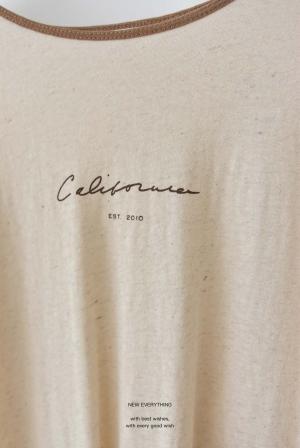 California
EST. 2010
NEW EVERYTHING
with best wishes,
with every good wish